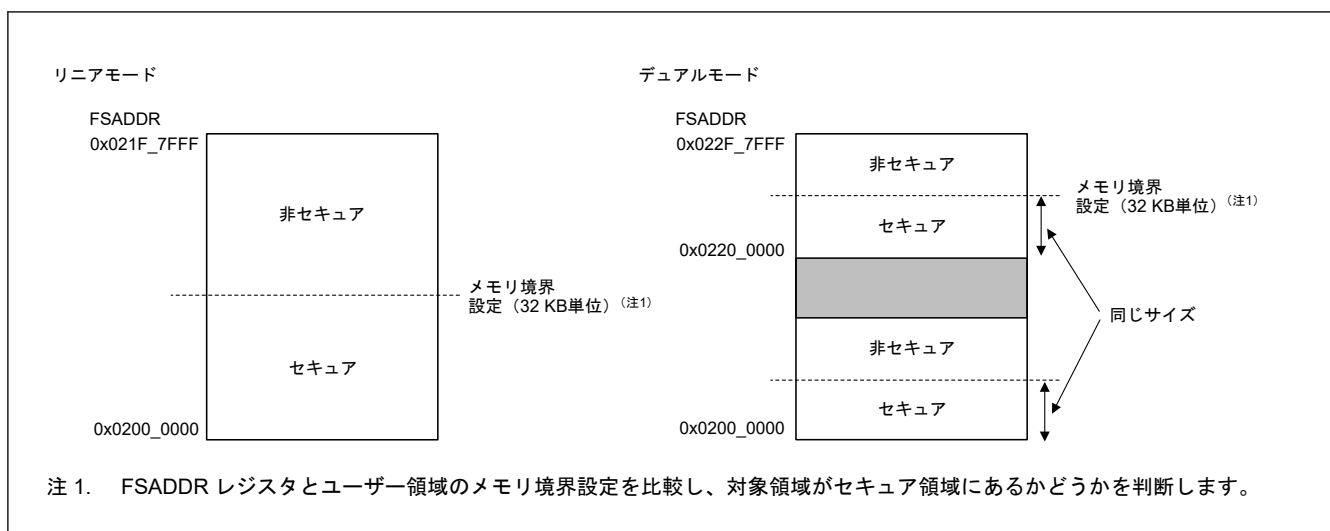 リニアモード
FSADDR
0x021F_7FFF
非セキュア
メモリ境界
設定（32 KB単位）（注1）
セキュア
0x0200_0000
デュアルモード
FSADDR
0x022F_7FFF
非セキュア
メモリ境界
設定（32 KB単位）（注1）
セキュア
0x0220_0000
同じサイズ
非セキュア
セキュア
0x0200_0000
注 1. FSADDR レジスタとユーザー領域のメモリ境界設定を比較し、対象領域がセキュア領域にあるかどうかを判断します。